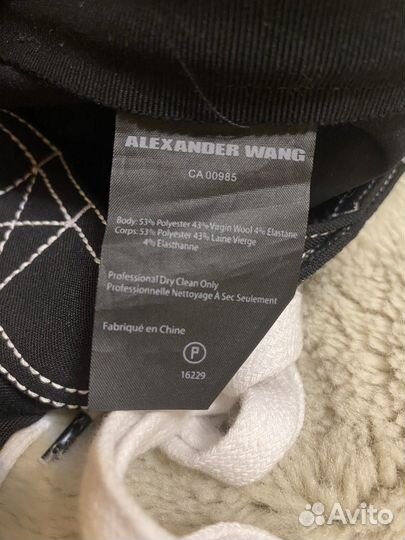 ALEXANDER WANG
CA 00985
Body: 53% Polyester 43% Virgin Wool 4% Elastane
Corps: 53% Polyester 43% Laine Vierge
4% Elasthanne
Professional Dry Clean Only
Professionnelle Nettoyage À Sec Seulement
Fabriqué en Chine
P
16229
Avito